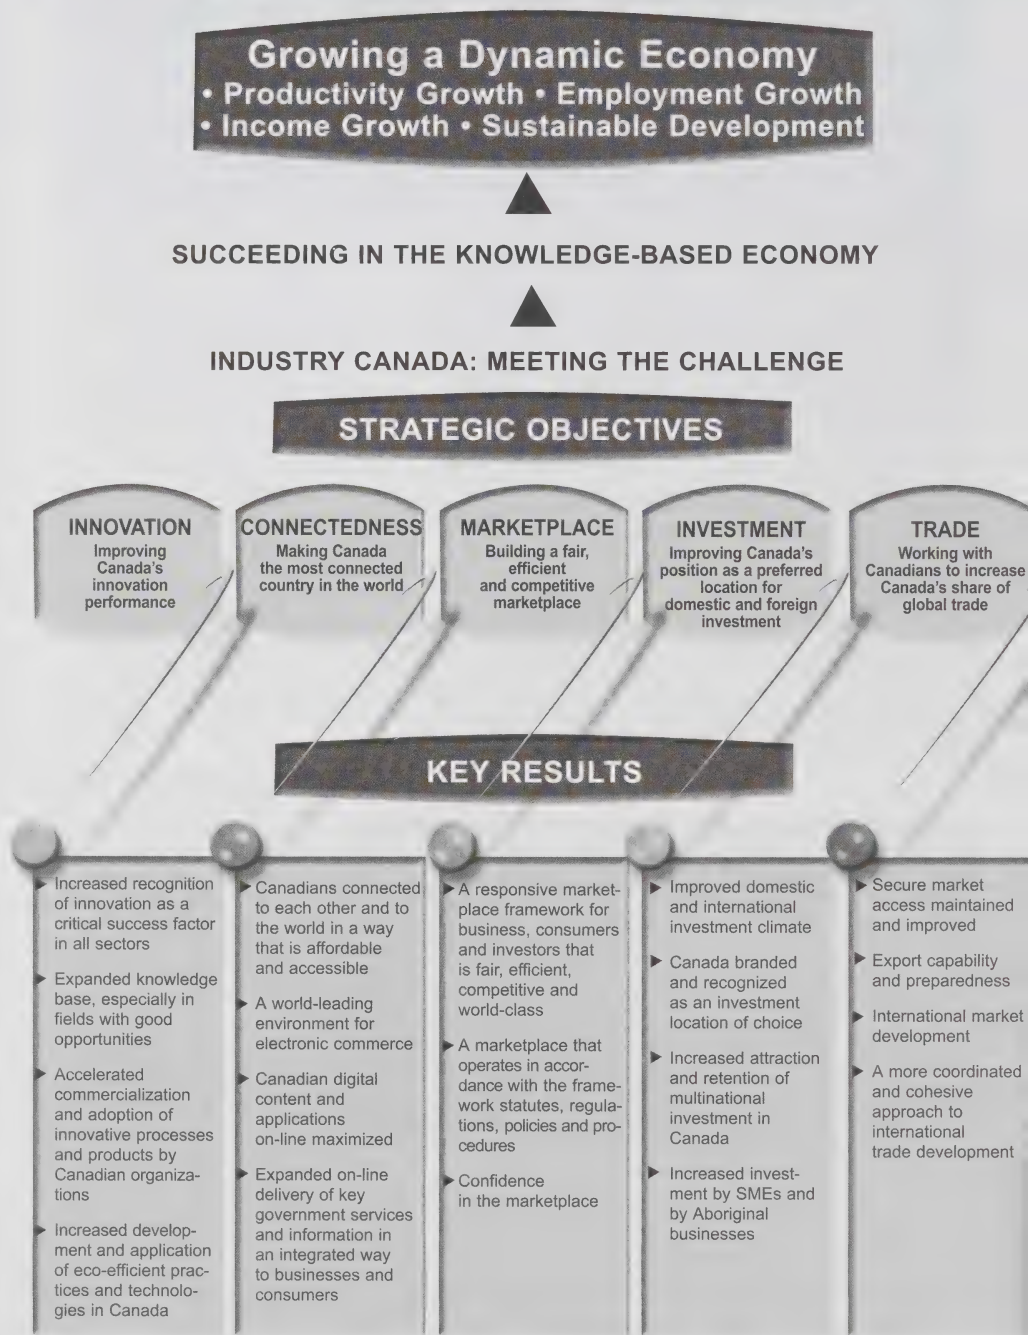 Growing a Dynamic Economy
• Productivity Growth • Employment Growth
• Income Growth • Sustainable Development
SUCCEEDING IN THE KNOWLEDGE-BASED ECONOMY
INDUSTRY CANADA: MEETING THE CHALLENGE
STRATEGIC OBJECTIVES
INNOVATION
Improving
Canada's
innovation
performance
CONNECTEDNESS
Making Canada
the most connected
country in the world
MARKETPLACE
Building a fair,
efficient
and competitive
marketplace
INVESTMENT
Improving Canada's
position as a preferred
location for
domestic and foreign
investment
TRADE
Working with
Canadians to increase
Canada's share of
global trade
KEY RESULTS
Increased recognition
of innovation as a
critical success factor
in all sectors
Expanded knowledge
base, especially in
fields with good
opportunities
Accelerated
commercialization
and adoption of
innovative processes
and products by
Canadian organiza-
tions
Increased develop-
ment and application
of eco-efficient prac-
tices and technolo-
gies in Canada
Canadians connected
to each other and to
the world in a way
that is affordable
and accessible
A world-leading
environment for
electronic commerce
Canadian digital
content and
applications
on-line maximized
Expanded on-line
delivery of key
government services
and information in
an integrated way
to businesses and
consumers
A responsive market-
place framework for
business, consumers
and investors that
is fair, efficient,
competitive and
world-class
A marketplace that
operates in accor-
dance with the frame-
work statutes, regula-
tions, policies and pro-
cedures
Confidence
in the marketplace
Improved domestic
and international
investment climate
Canada branded
and recognized
as an investment
location of choice
Increased attraction
and retention of
multinational
investment in
Canada
Increased invest-
ment by SMEs and
by Aboriginal
businesses
Secure market
access maintained
and improved
Export capability
and preparedness
International market
development
A more coordinated
and cohesive
approach to
international
trade development